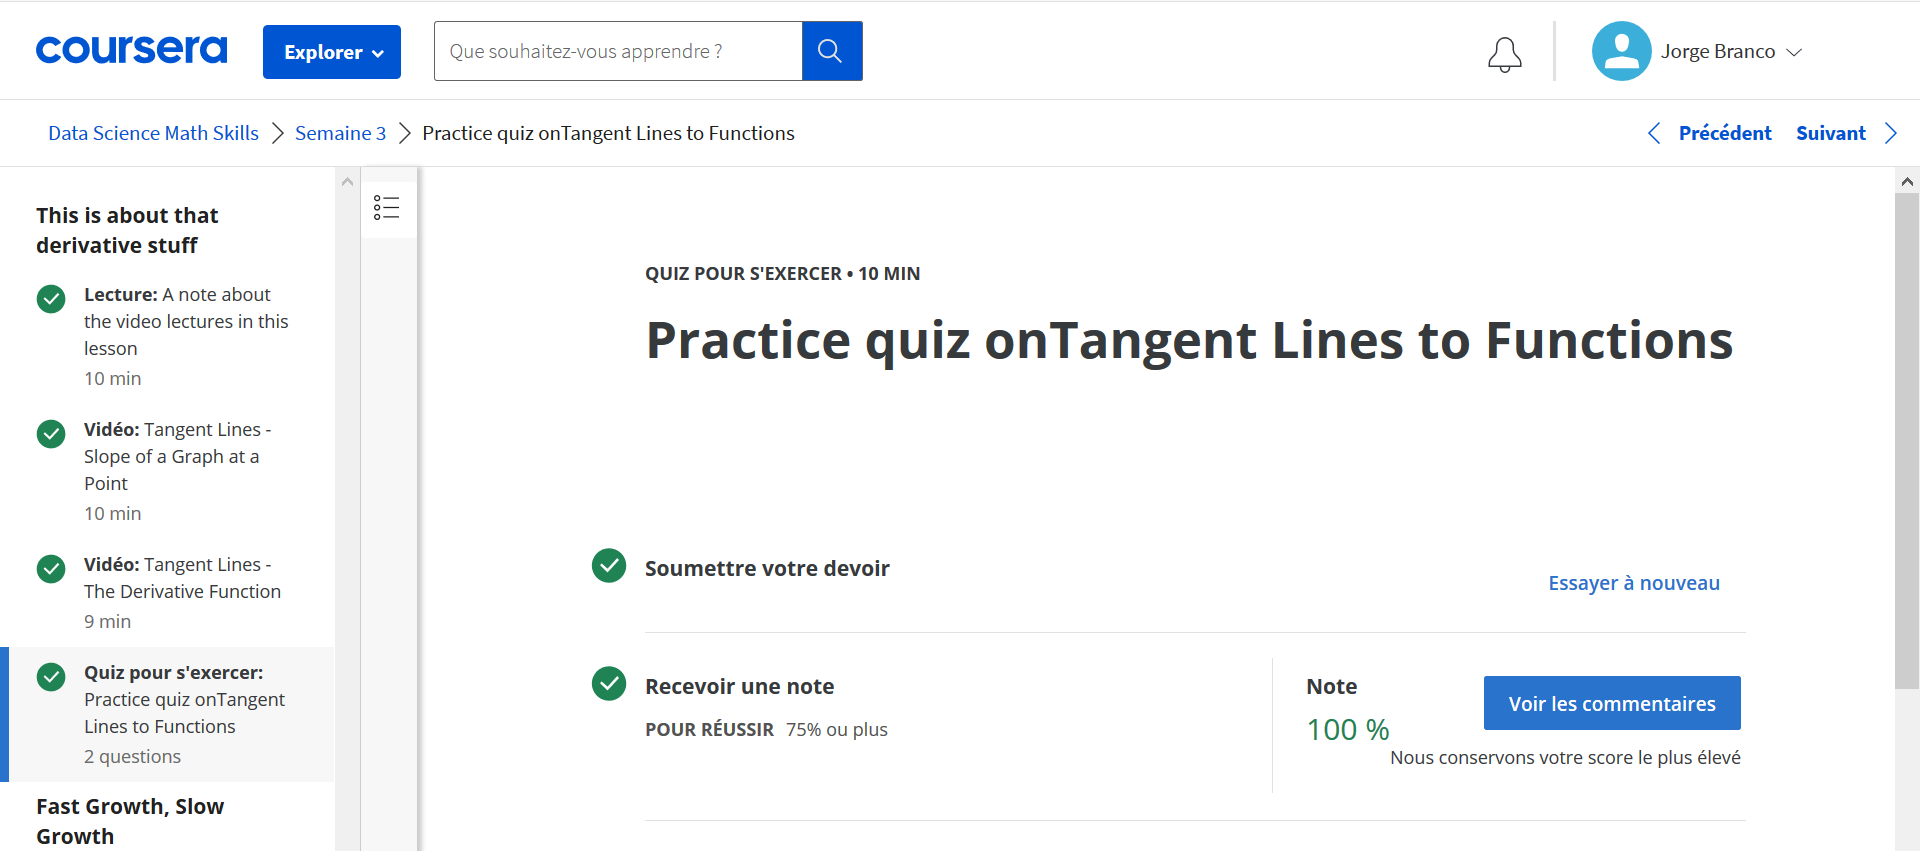 coursera
Explorer
Que souhaitez-vous apprendre ?
Jorge Branco
Data Science Math Skills
Semaine 3
Practice quiz onTangent Lines to Functions
Précédent
Suivant
This is about that
derivative stuff
Lecture: A note about
the video lectures in this
lesson
10 min
Vidéo: Tangent Lines -
Slope of a Graph at a
Point
10 min
Vidéo: Tangent Lines -
The Derivative Function
9 min
Quiz pour s'exercer:
Practice quiz onTangent
Lines to Functions
2 questions
Fast Growth, Slow
Growth
QUIZ POUR S'EXERCER • 10 MIN
Practice quiz onTangent Lines to Functions
Soumettre votre devoir
Essayer à nouveau
Recevoir une note
POUR RÉUSSIR 75% ou plus
Note
100 %
Voir les commentaires
Nous conservons votre score le plus élevé